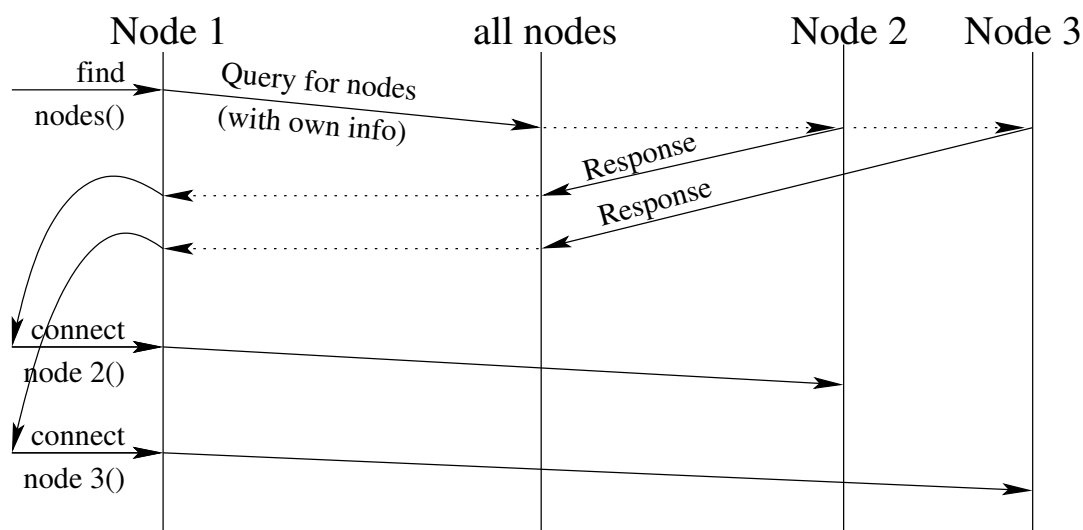 Node 1
all nodes
Node 2
Node 3
find
nodes()
Query for nodes
(with own info)
Response
Response
connect
node 2()
connect
node 3()